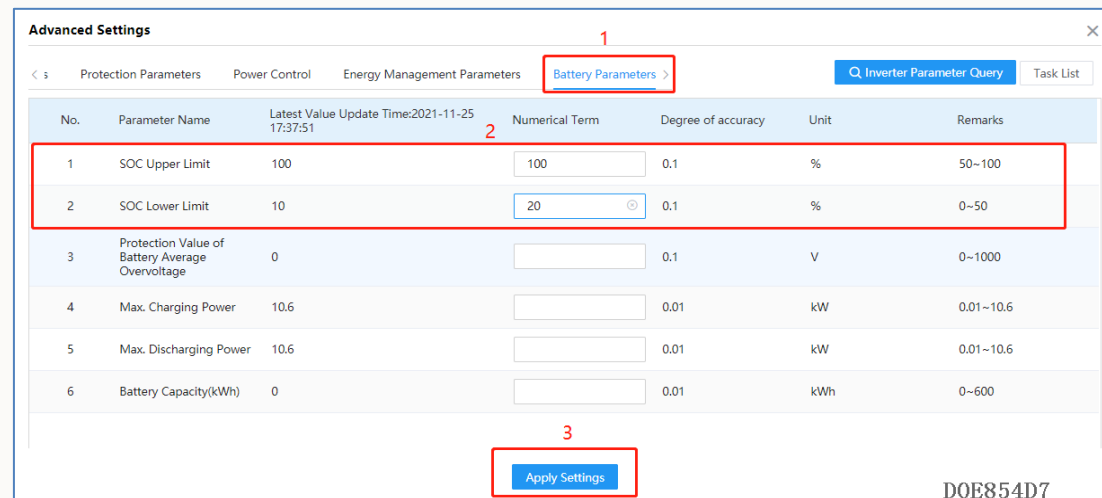 Advanced Settings
1
s Protection Parameters Power Control Energy Management Parameters Battery Parameters Inverter Parameter Query Task List
No. Parameter Name Latest Value Update Time:2021-11-25 17:37:51 Numerical Term Degree of accuracy Unit Remarks
2
1 SOC Upper Limit 100 100 0.1 % 50~100
2 SOC Lower Limit 10 20 0.1 % 0~50
3 Protection Value of Battery Average Overvoltage 0 0.1 V 0~1000
4 Max. Charging Power 10.6 0.01 kW 0.01~10.6
5 Max. Discharging Power 10.6 0.01 kW 0.01~10.6
6 Battery Capacity(kWh) 0 0.01 kWh 0~600
3
Apply Settings
D0E854D7